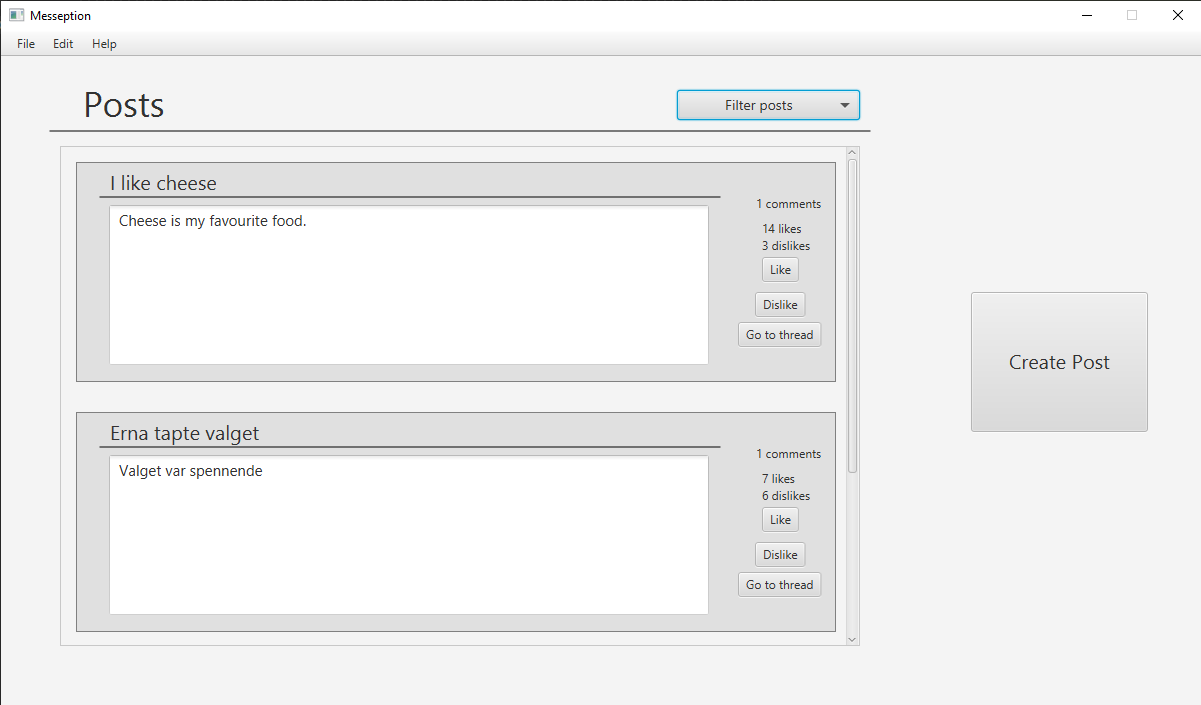 Messeption
File Edit Help
Posts
Filter posts
I like cheese
Cheese is my favourite food.
1 comments
14 likes
3 dislikes
Like
Dislike
Go to thread
Erna tapte valget
Valget var spennende
1 comments
7 likes
6 dislikes
Like
Dislike
Go to thread
Create Post